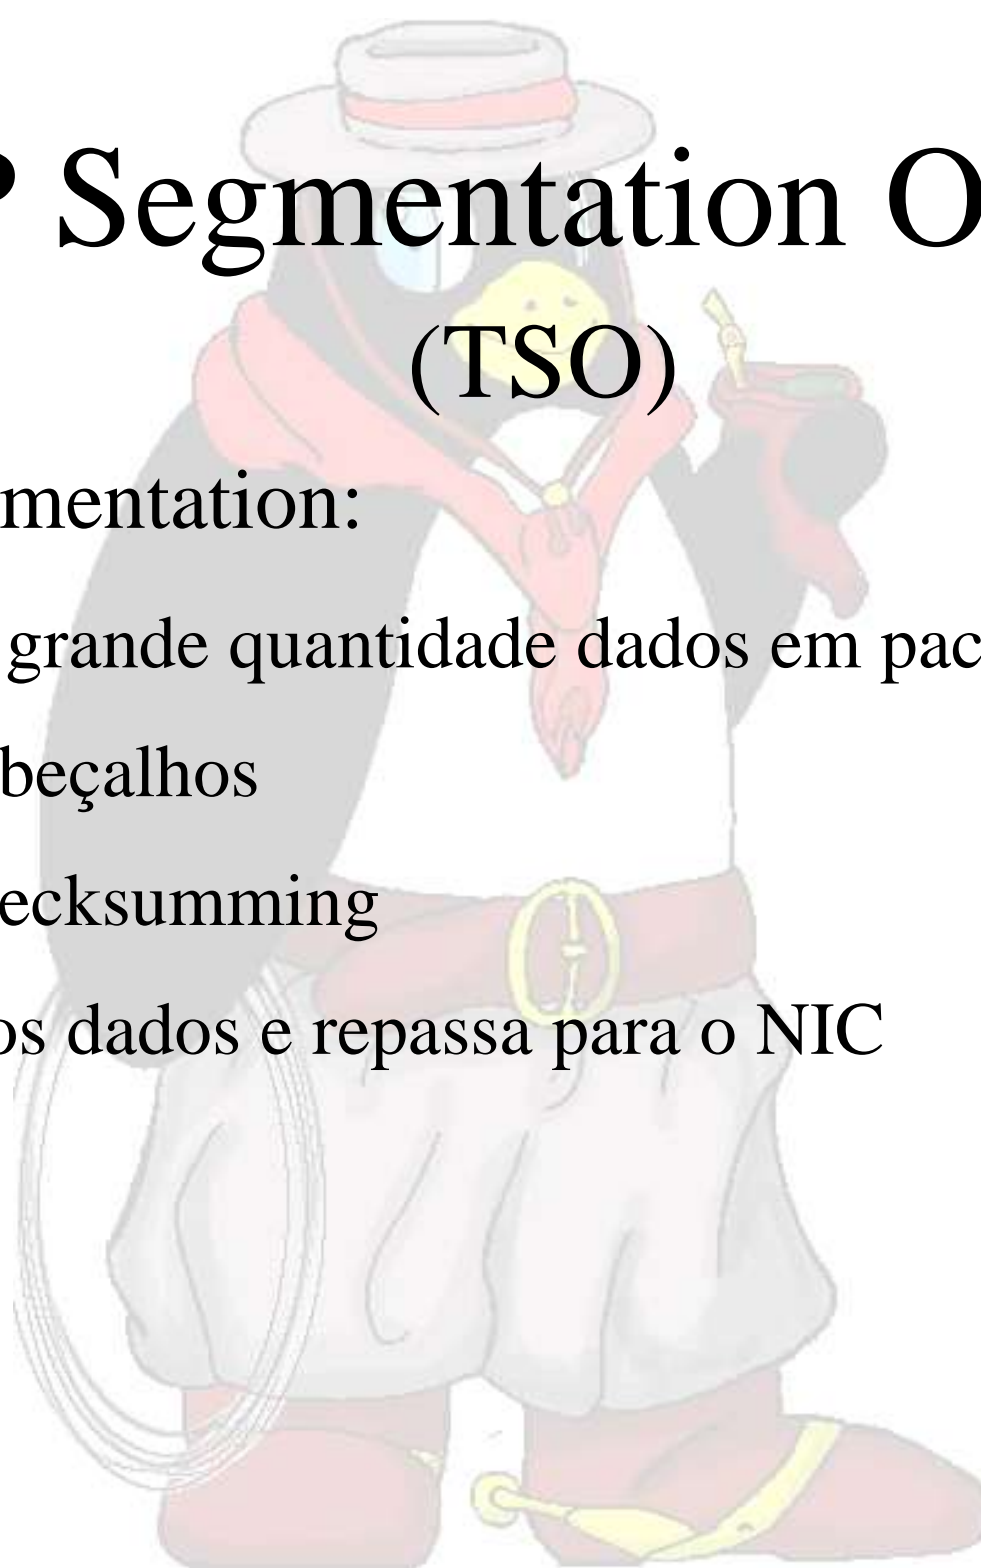 P Segmentation O
(TSO)
mentation:
grande quantidade dados em pac
beçalhos
ecksumming
os dados e repassa para o NIC